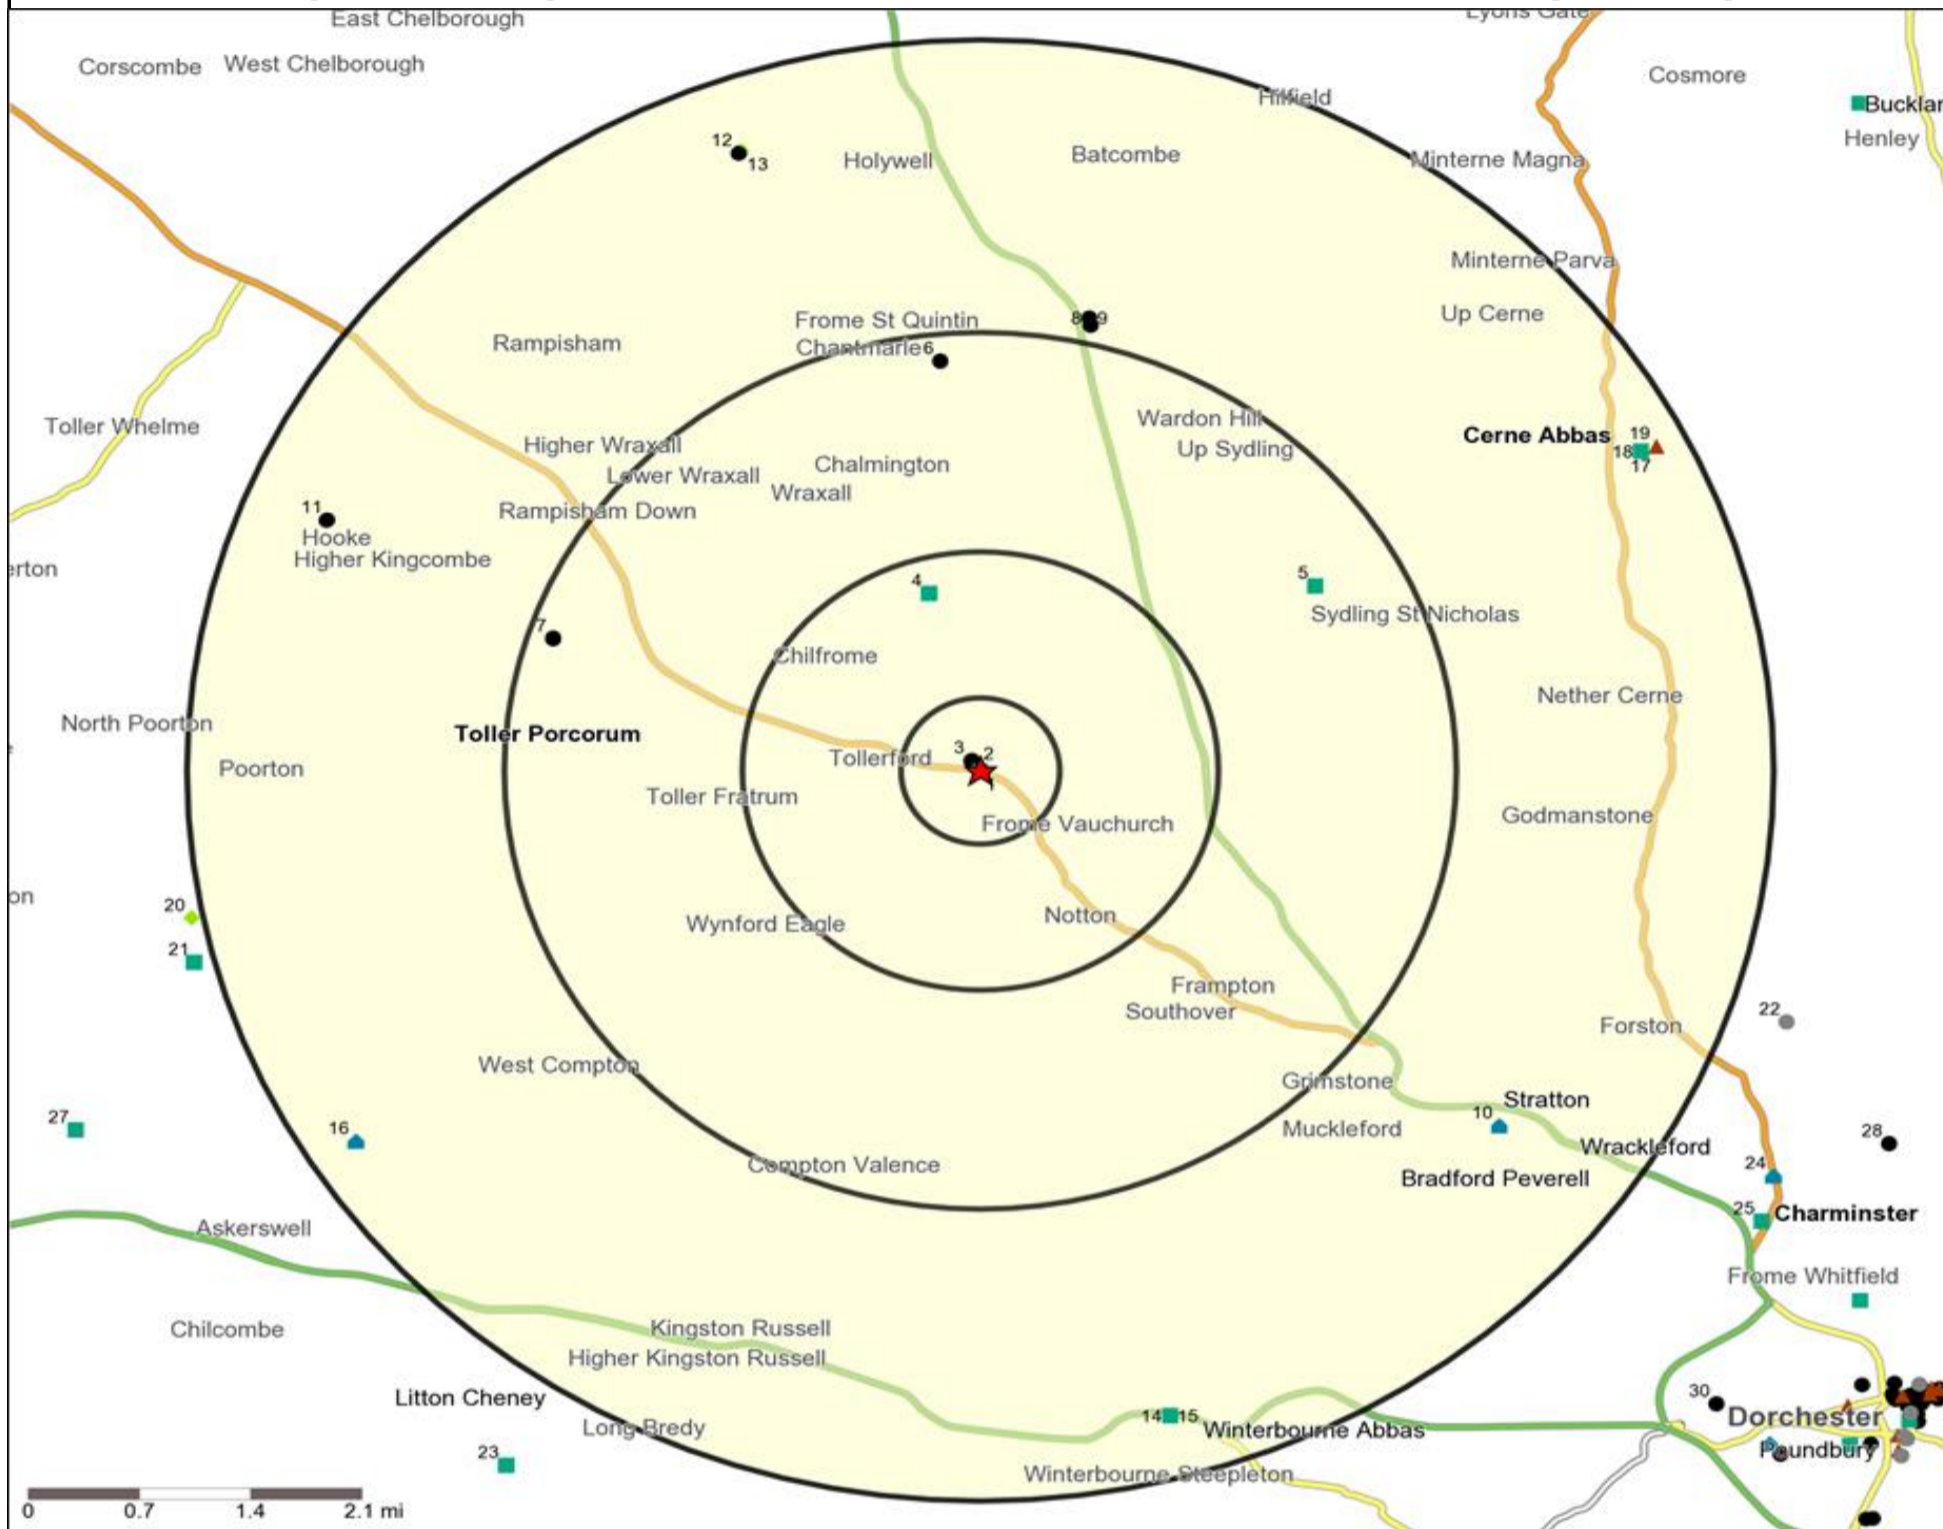 East Chelborough
Lyons Gate
Corscombe
West Chelborough
Cosmore
Hilfield
Bucklan
Henley
12
13
Holywell
Batcombe
Minterne Magna
Minterne Parva
Up Cerne
Frome St Quintin
8 9
Rampisham
Chantmarle 6
Toller Whelme
Wardon Hill
Cerne Abbas
19
18
17
Higher Wraxall
Up Sydling
Lower Wraxall
Chalmington
Wraxall
Rampisham Down
11
Hooke
Higher Kingcombe
erton
4
5
Sydling St Nicholas
7
Chilfrome
Nether Cerne
North Poorton
Toller Porcorum
Poorton
Tollerford
3
2
1
Toller Fratrum
Frome Vauchurch
Godmanstone
on
20
21
Wynford Eagle
Notton
Frampton
Southover
22
Forston
West Compton
Grimstone
27
16
Stratton
10
Muckleford
28
Wrackleford
24
Compton Valence
Bradford Peverell
25
Charminster
Askerswell
Frome Whitfield
Chilcombe
Kingston Russell
Higher Kingston Russell
Litton Cheney
30
Long Bredy
14 15
Winterbourne Abbas
Dorchester
Poundbury
23
Winterbourne Steepleton
0 0.7 1.4 2.1 mi